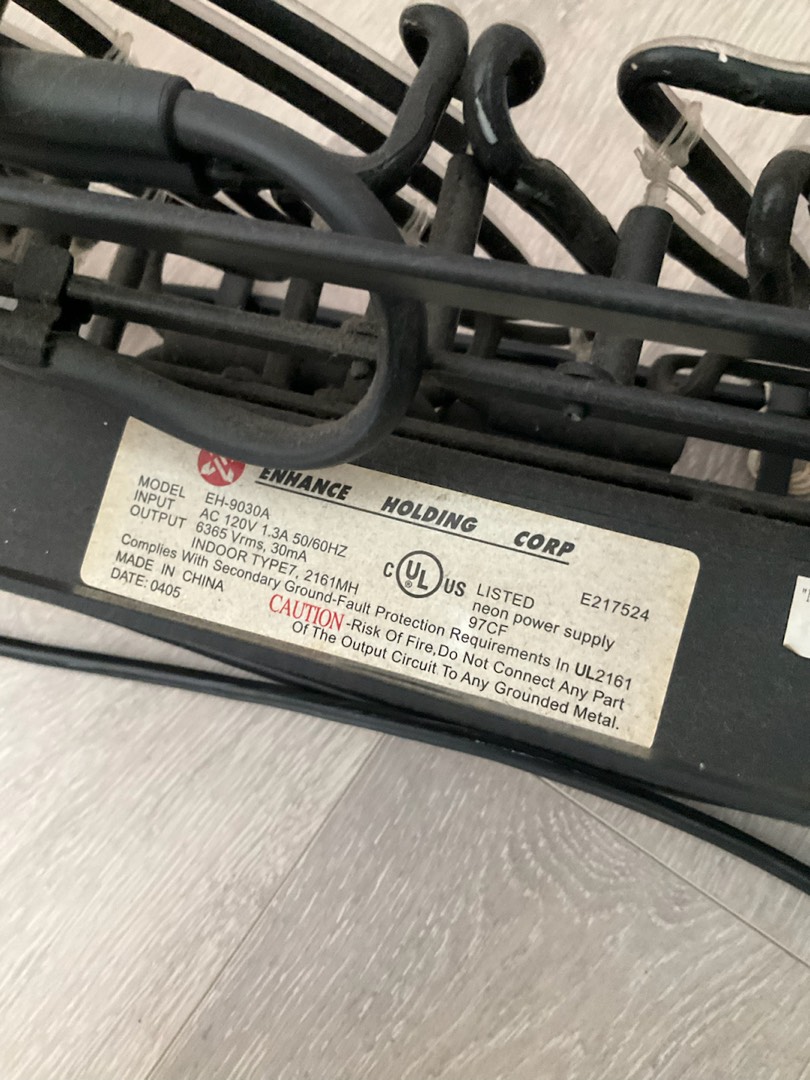 ENHANCE HOLDING CORP
MODEL EH-9030A
INPUT AC 120V 1.3A 50/60HZ
OUTPUT 6365 Vrms, 30mA
INDOOR TYPE7, 2161MH
C UL® US LISTED E217524
neon power supply
97CF
Complies With Secondary Ground-Fault Protection Requirements In UL2161
MADE IN CHINA
DATE: 0405
CAUTION -Risk Of Fire,Do Not Connect Any Part
Of The Output Circuit To Any Grounded Metal.